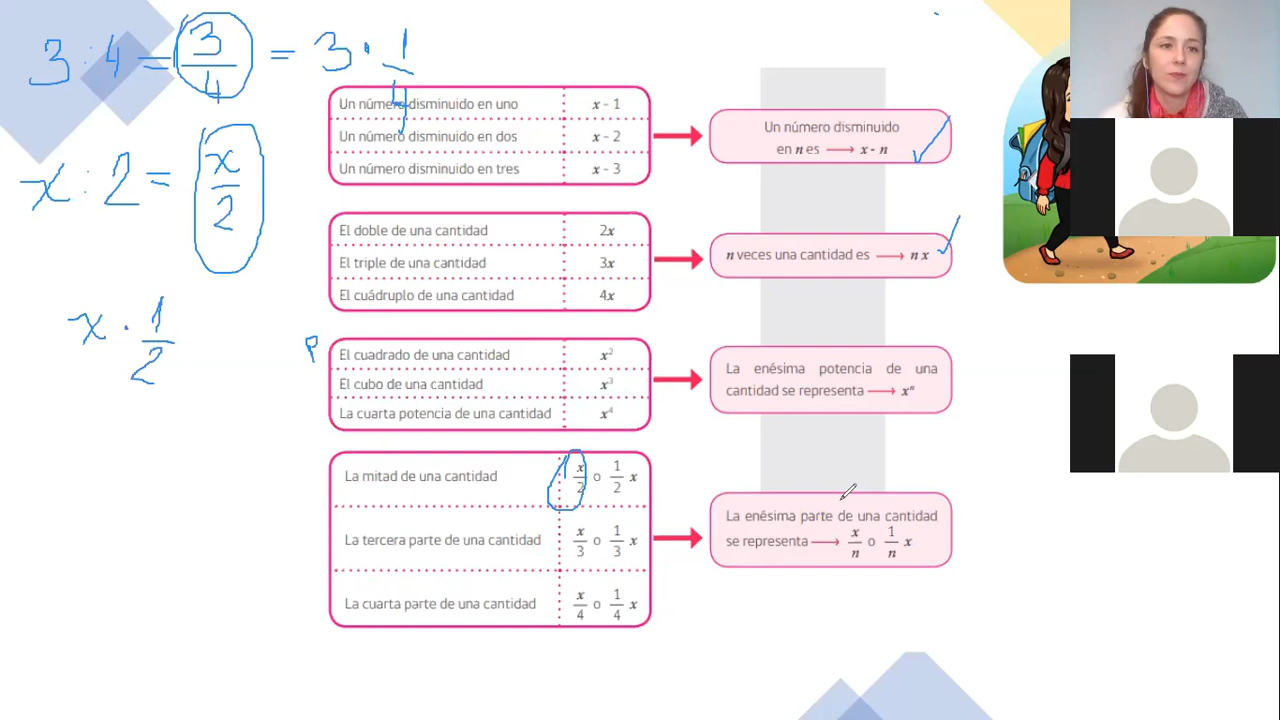 3 : 4 = 3/4 = 3 · 1/4
x : 2 = x/2
x · 1/2
P
Un número disminuido en uno x - 1
Un número disminuido en dos x - 2
Un número disminuido en tres x - 3
Un número disminuido
en n es ⟶ x - n
El doble de una cantidad 2x
El triple de una cantidad 3x
El cuádruplo de una cantidad 4x
n veces una cantidad es ⟶ n x
El cuadrado de una cantidad x²
El cubo de una cantidad x³
La cuarta potencia de una cantidad x⁴
La enésima potencia de una
cantidad se representa ⟶ xⁿ
La mitad de una cantidad x/2 o 1/2 x
La tercera parte de una cantidad x/3 o 1/3 x
La cuarta parte de una cantidad x/4 o 1/4 x
La enésima parte de una cantidad
se representa ⟶ x/n o 1/n x